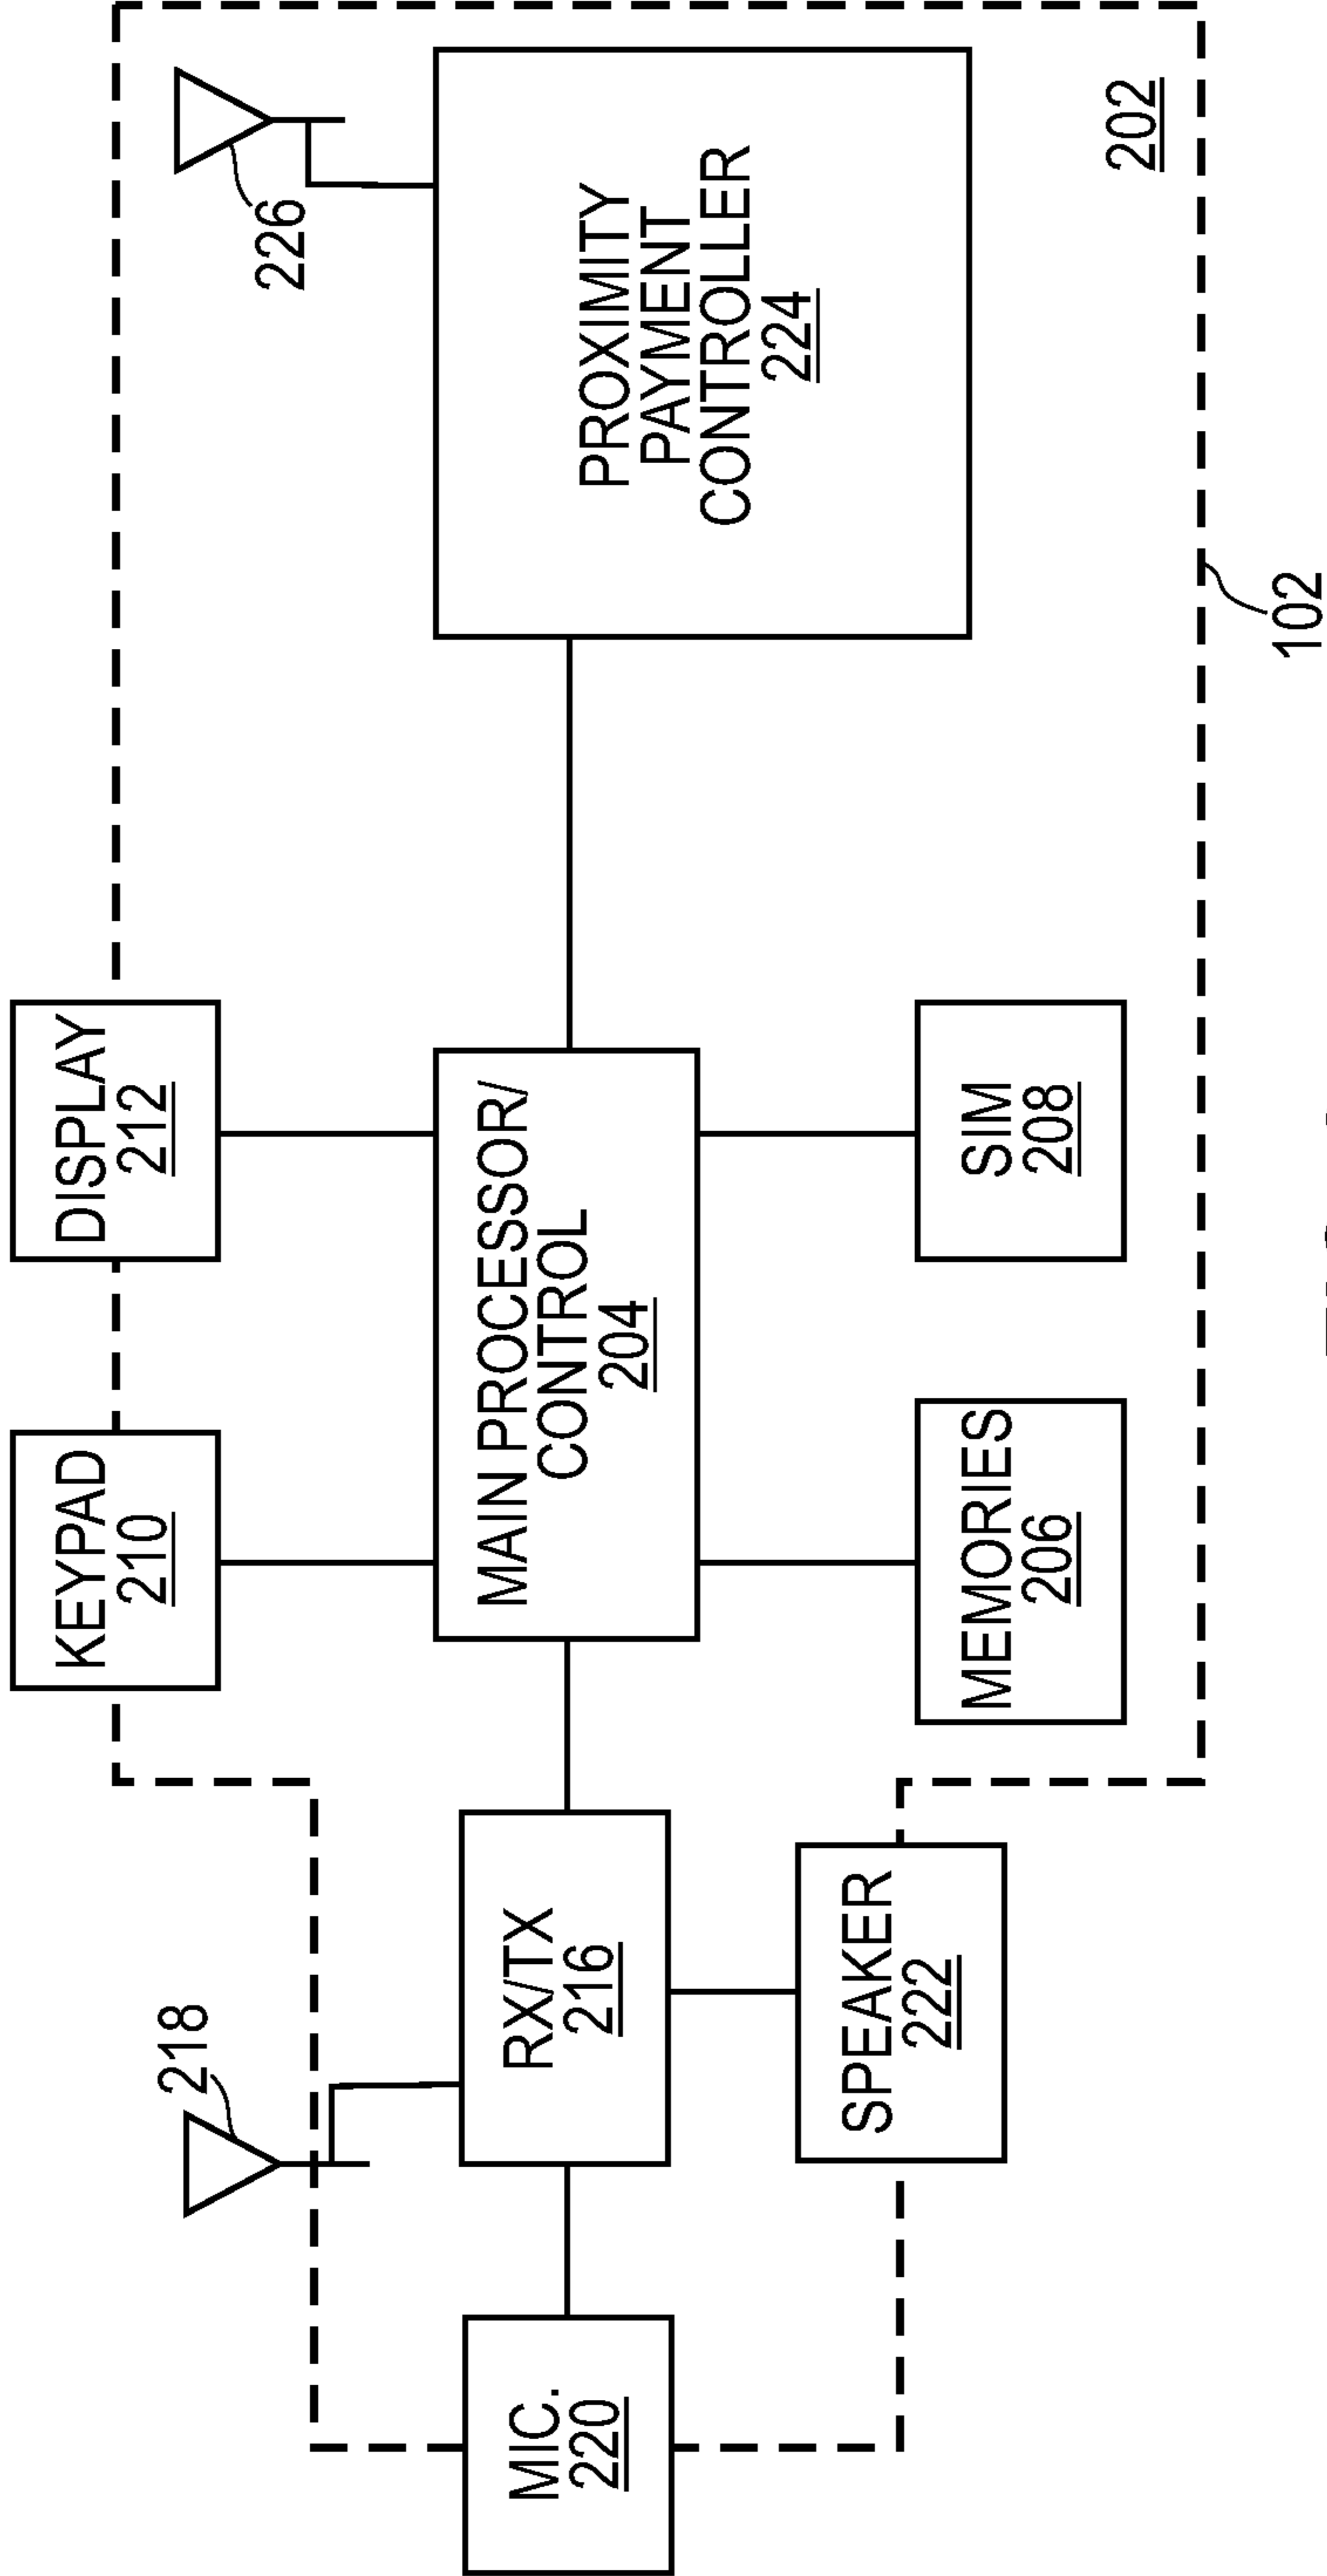 218
226
KEYPAD
210
DISPLAY
212
MIC.
220
RX/TX
216
MAIN PROCESSOR/
CONTROL
204
PROXIMITY
PAYMENT
CONTROLLER
224
SPEAKER
222
MEMORIES
206
SIM
208
202
102